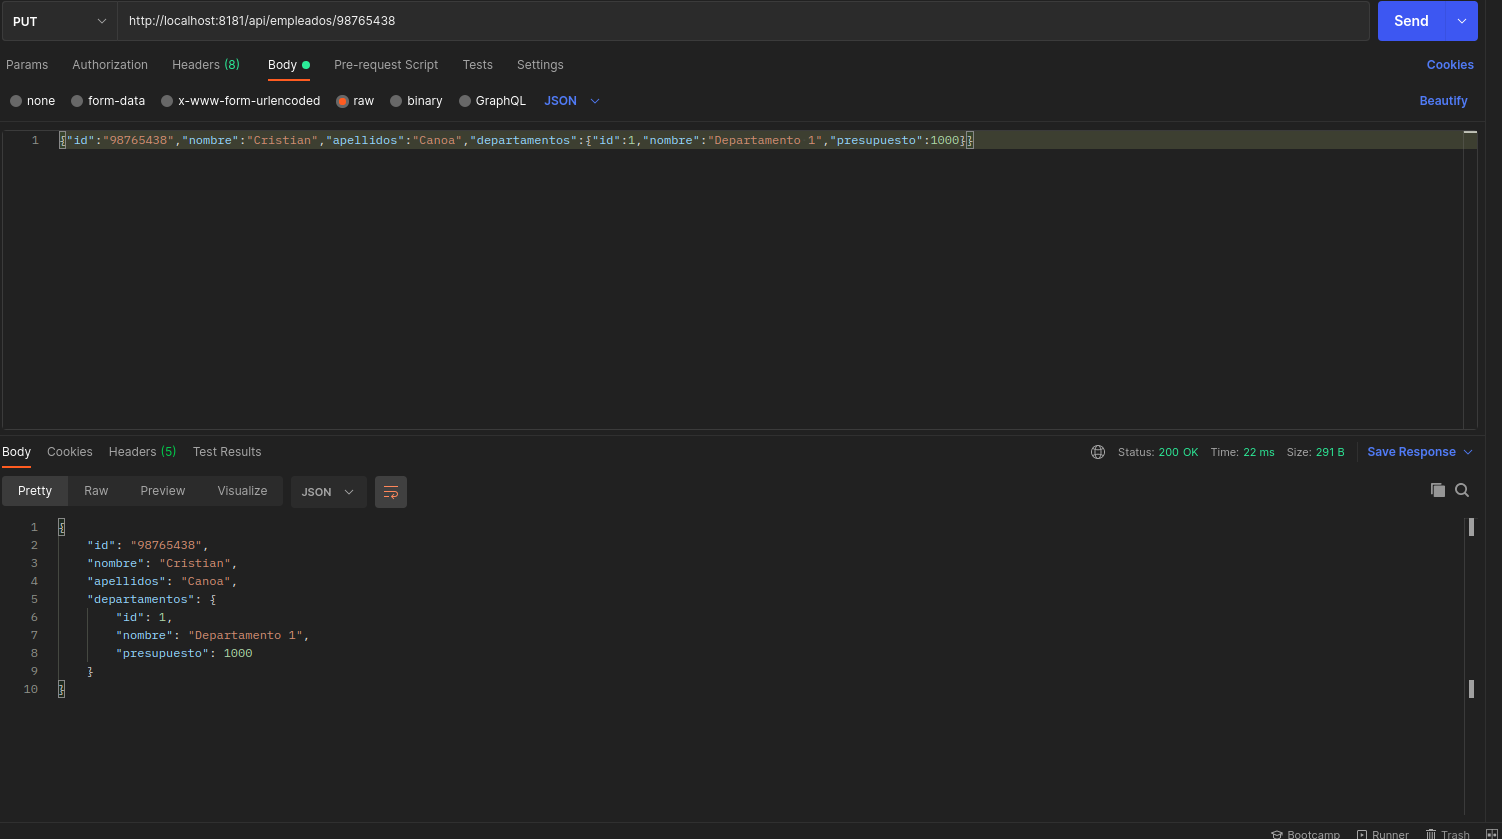 PUT http://localhost:8181/api/empleados/98765438 Send
Params Authorization Headers (8) Body Pre-request Script Tests Settings Cookies
none form-data x-www-form-urlencoded raw binary GraphQL JSON Beautify
1 {"id":"98765438","nombre":"Cristian","apellidos":"Canoa","departamentos":{"id":1,"nombre":"Departamento 1","presupuesto":1000}}
Body Cookies Headers (5) Test Results Status: 200 OK Time: 22 ms Size: 291 B Save Response
Pretty Raw Preview Visualize JSON
1 {
2 "id": "98765438",
3 "nombre": "Cristian",
4 "apellidos": "Canoa",
5 "departamentos": {
6 "id": 1,
7 "nombre": "Departamento 1",
8 "presupuesto": 1000
9 }
10 }
Bootcamp Runner Trash